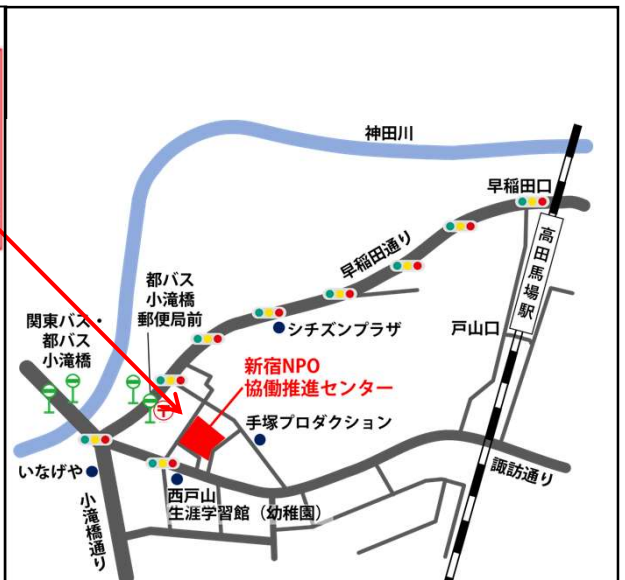 神田川
早稲田口
早稲田通り
高田馬場駅
都バス
小滝橋
郵便局前
関東バス・
都バス
小滝橋
シチズンプラザ
戸山口
新宿NPO
協働推進センター
手塚プロダクション
いなげや
西戸山
生涯学習館（幼稚園）
諏訪通り
小滝橋通り